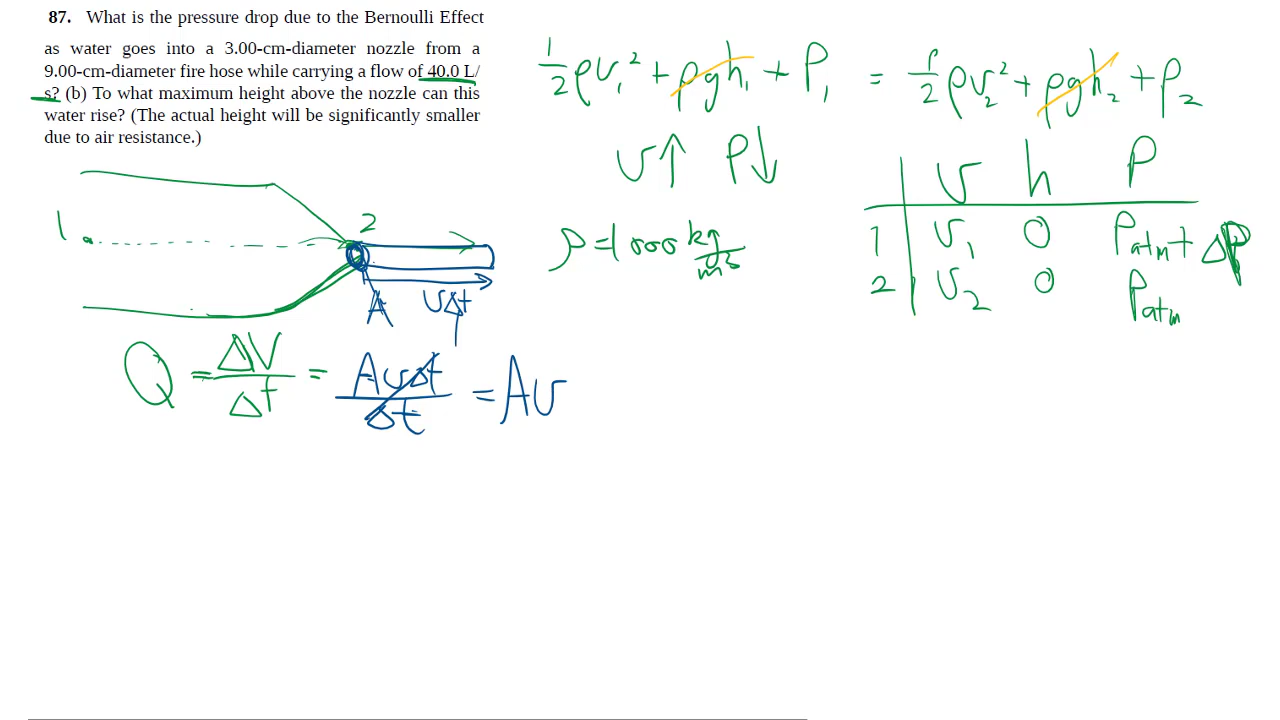 87. What is the pressure drop due to the Bernoulli Effect
as water goes into a 3.00-cm-diameter nozzle from a
9.00-cm-diameter fire hose while carrying a flow of 40.0 L/
s? (b) To what maximum height above the nozzle can this
water rise? (The actual height will be significantly smaller
due to air resistance.)
1/2 ρv₁² + ρgh₁ + P₁ = 1/2 ρv₂² + ρgh₂ + P₂
v↑ P↓
ρ = 1000 kg/m³
v h P
1 v₁ 0 Patm + ΔP
2 v₂ 0 Patm
1 2
A vΔt
Q = ΔV/Δt = AvΔt/Δt = Av